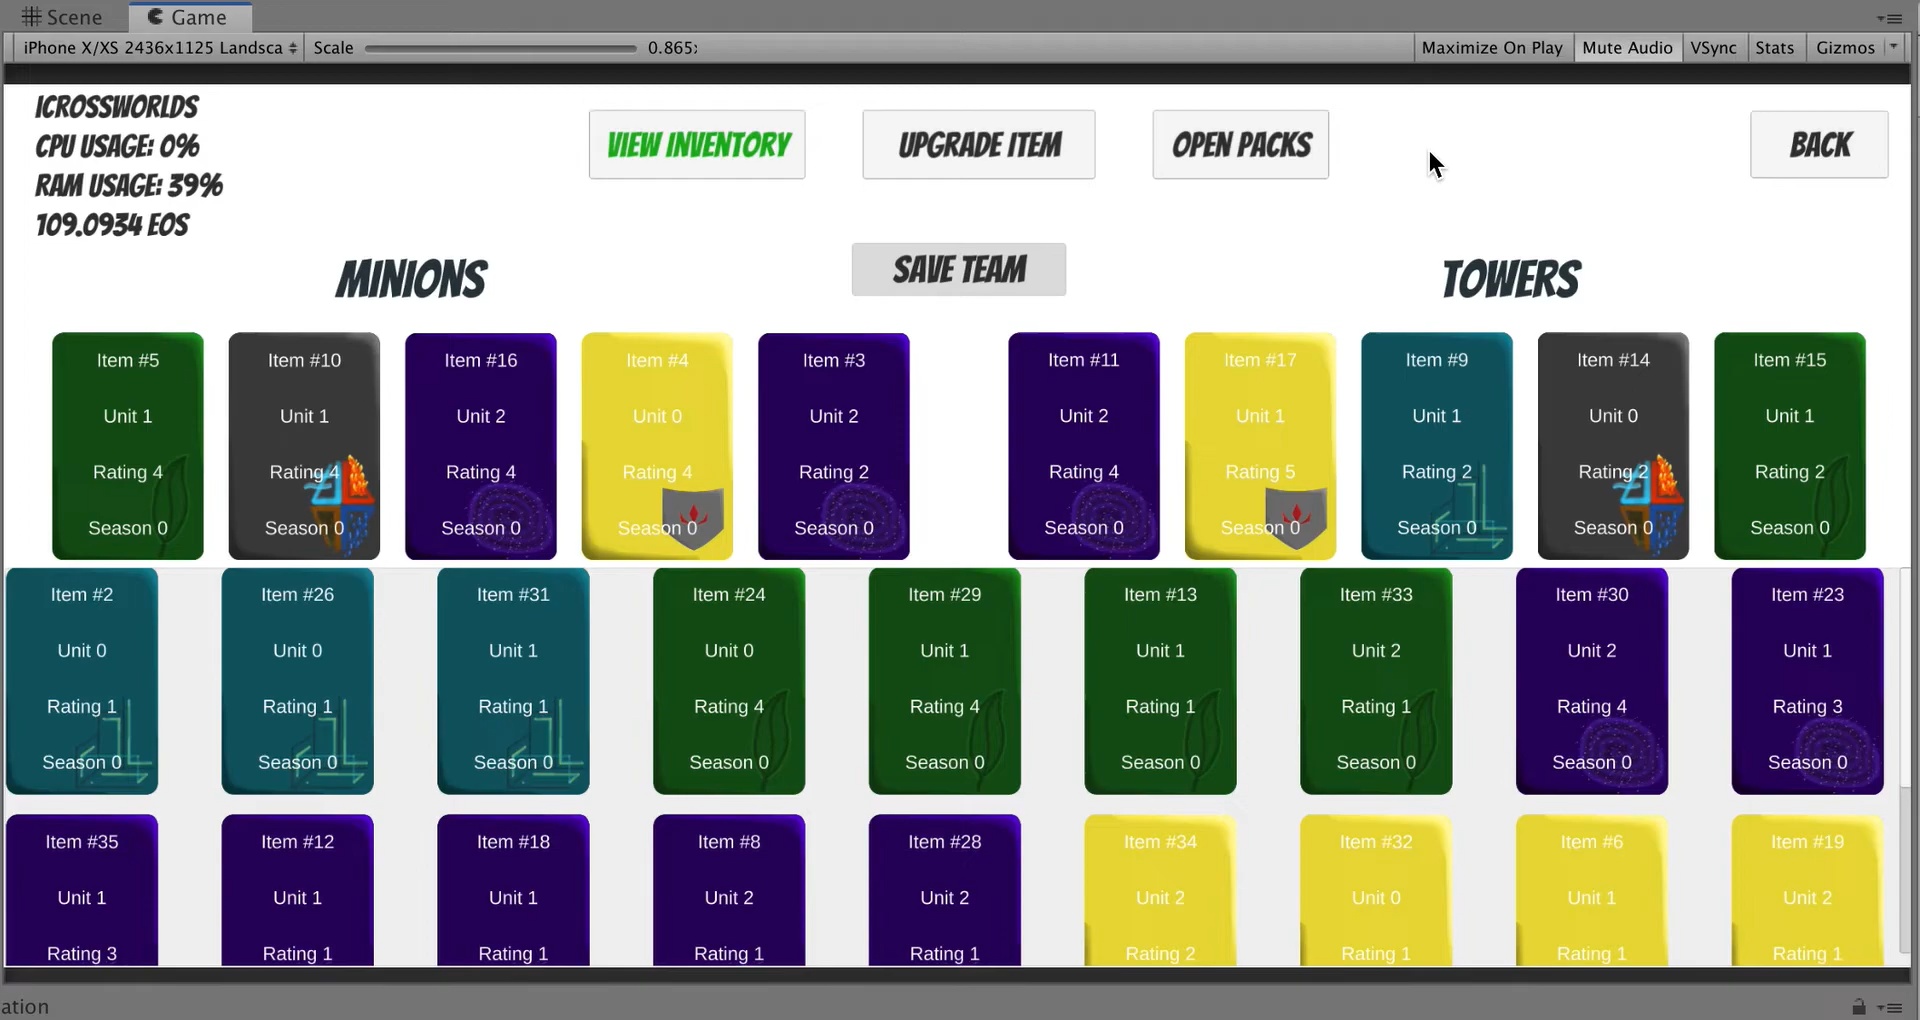 Scene
Game
iPhone X/XS 2436x1125 Landsca
Scale
0.865:
Maximize On Play
Mute Audio
VSync
Stats
Gizmos
ICROSSWORLDS
CPU USAGE: 0%
RAM USAGE: 39%
109.0934 EOS
VIEW INVENTORY
UPGRADE ITEM
OPEN PACKS
BACK
MINIONS
SAVE TEAM
TOWERS
Item #5
Unit 1
Rating 4
Season 0
Item #10
Unit 1
Rating 4
Season 0
Item #16
Unit 2
Rating 4
Season 0
Item #4
Unit 0
Rating 4
Season 0
Item #3
Unit 2
Rating 2
Season 0
Item #11
Unit 2
Rating 4
Season 0
Item #17
Unit 1
Rating 5
Season 0
Item #9
Unit 1
Rating 2
Season 0
Item #14
Unit 0
Rating 2
Season 0
Item #15
Unit 1
Rating 2
Season 0
Item #2
Unit 0
Rating 1
Season 0
Item #26
Unit 0
Rating 1
Season 0
Item #31
Unit 1
Rating 1
Season 0
Item #24
Unit 0
Rating 4
Season 0
Item #29
Unit 1
Rating 4
Season 0
Item #13
Unit 1
Rating 1
Season 0
Item #33
Unit 2
Rating 1
Season 0
Item #30
Unit 2
Rating 4
Season 0
Item #23
Unit 1
Rating 3
Season 0
Item #35
Unit 1
Rating 3
Item #12
Unit 1
Rating 1
Item #18
Unit 1
Rating 1
Item #8
Unit 2
Rating 1
Item #28
Unit 2
Rating 1
Item #34
Unit 2
Rating 2
Item #32
Unit 0
Rating 1
Item #6
Unit 1
Rating 1
Item #19
Unit 2
Rating 1
ation